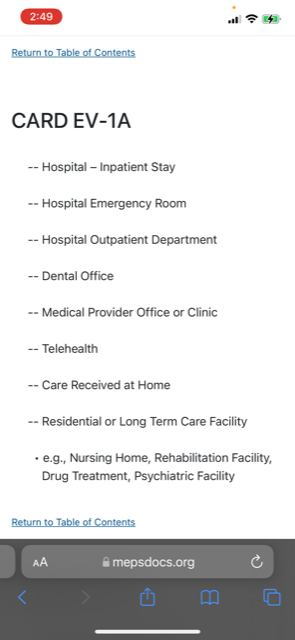 2:49
Return to Table of Contents
CARD EV-1A
-- Hospital – Inpatient Stay
-- Hospital Emergency Room
-- Hospital Outpatient Department
-- Dental Office
-- Medical Provider Office or Clinic
-- Telehealth
-- Care Received at Home
-- Residential or Long Term Care Facility
• e.g., Nursing Home, Rehabilitation Facility,
Drug Treatment, Psychiatric Facility
Return to Table of Contents
AA mepsdocs.org